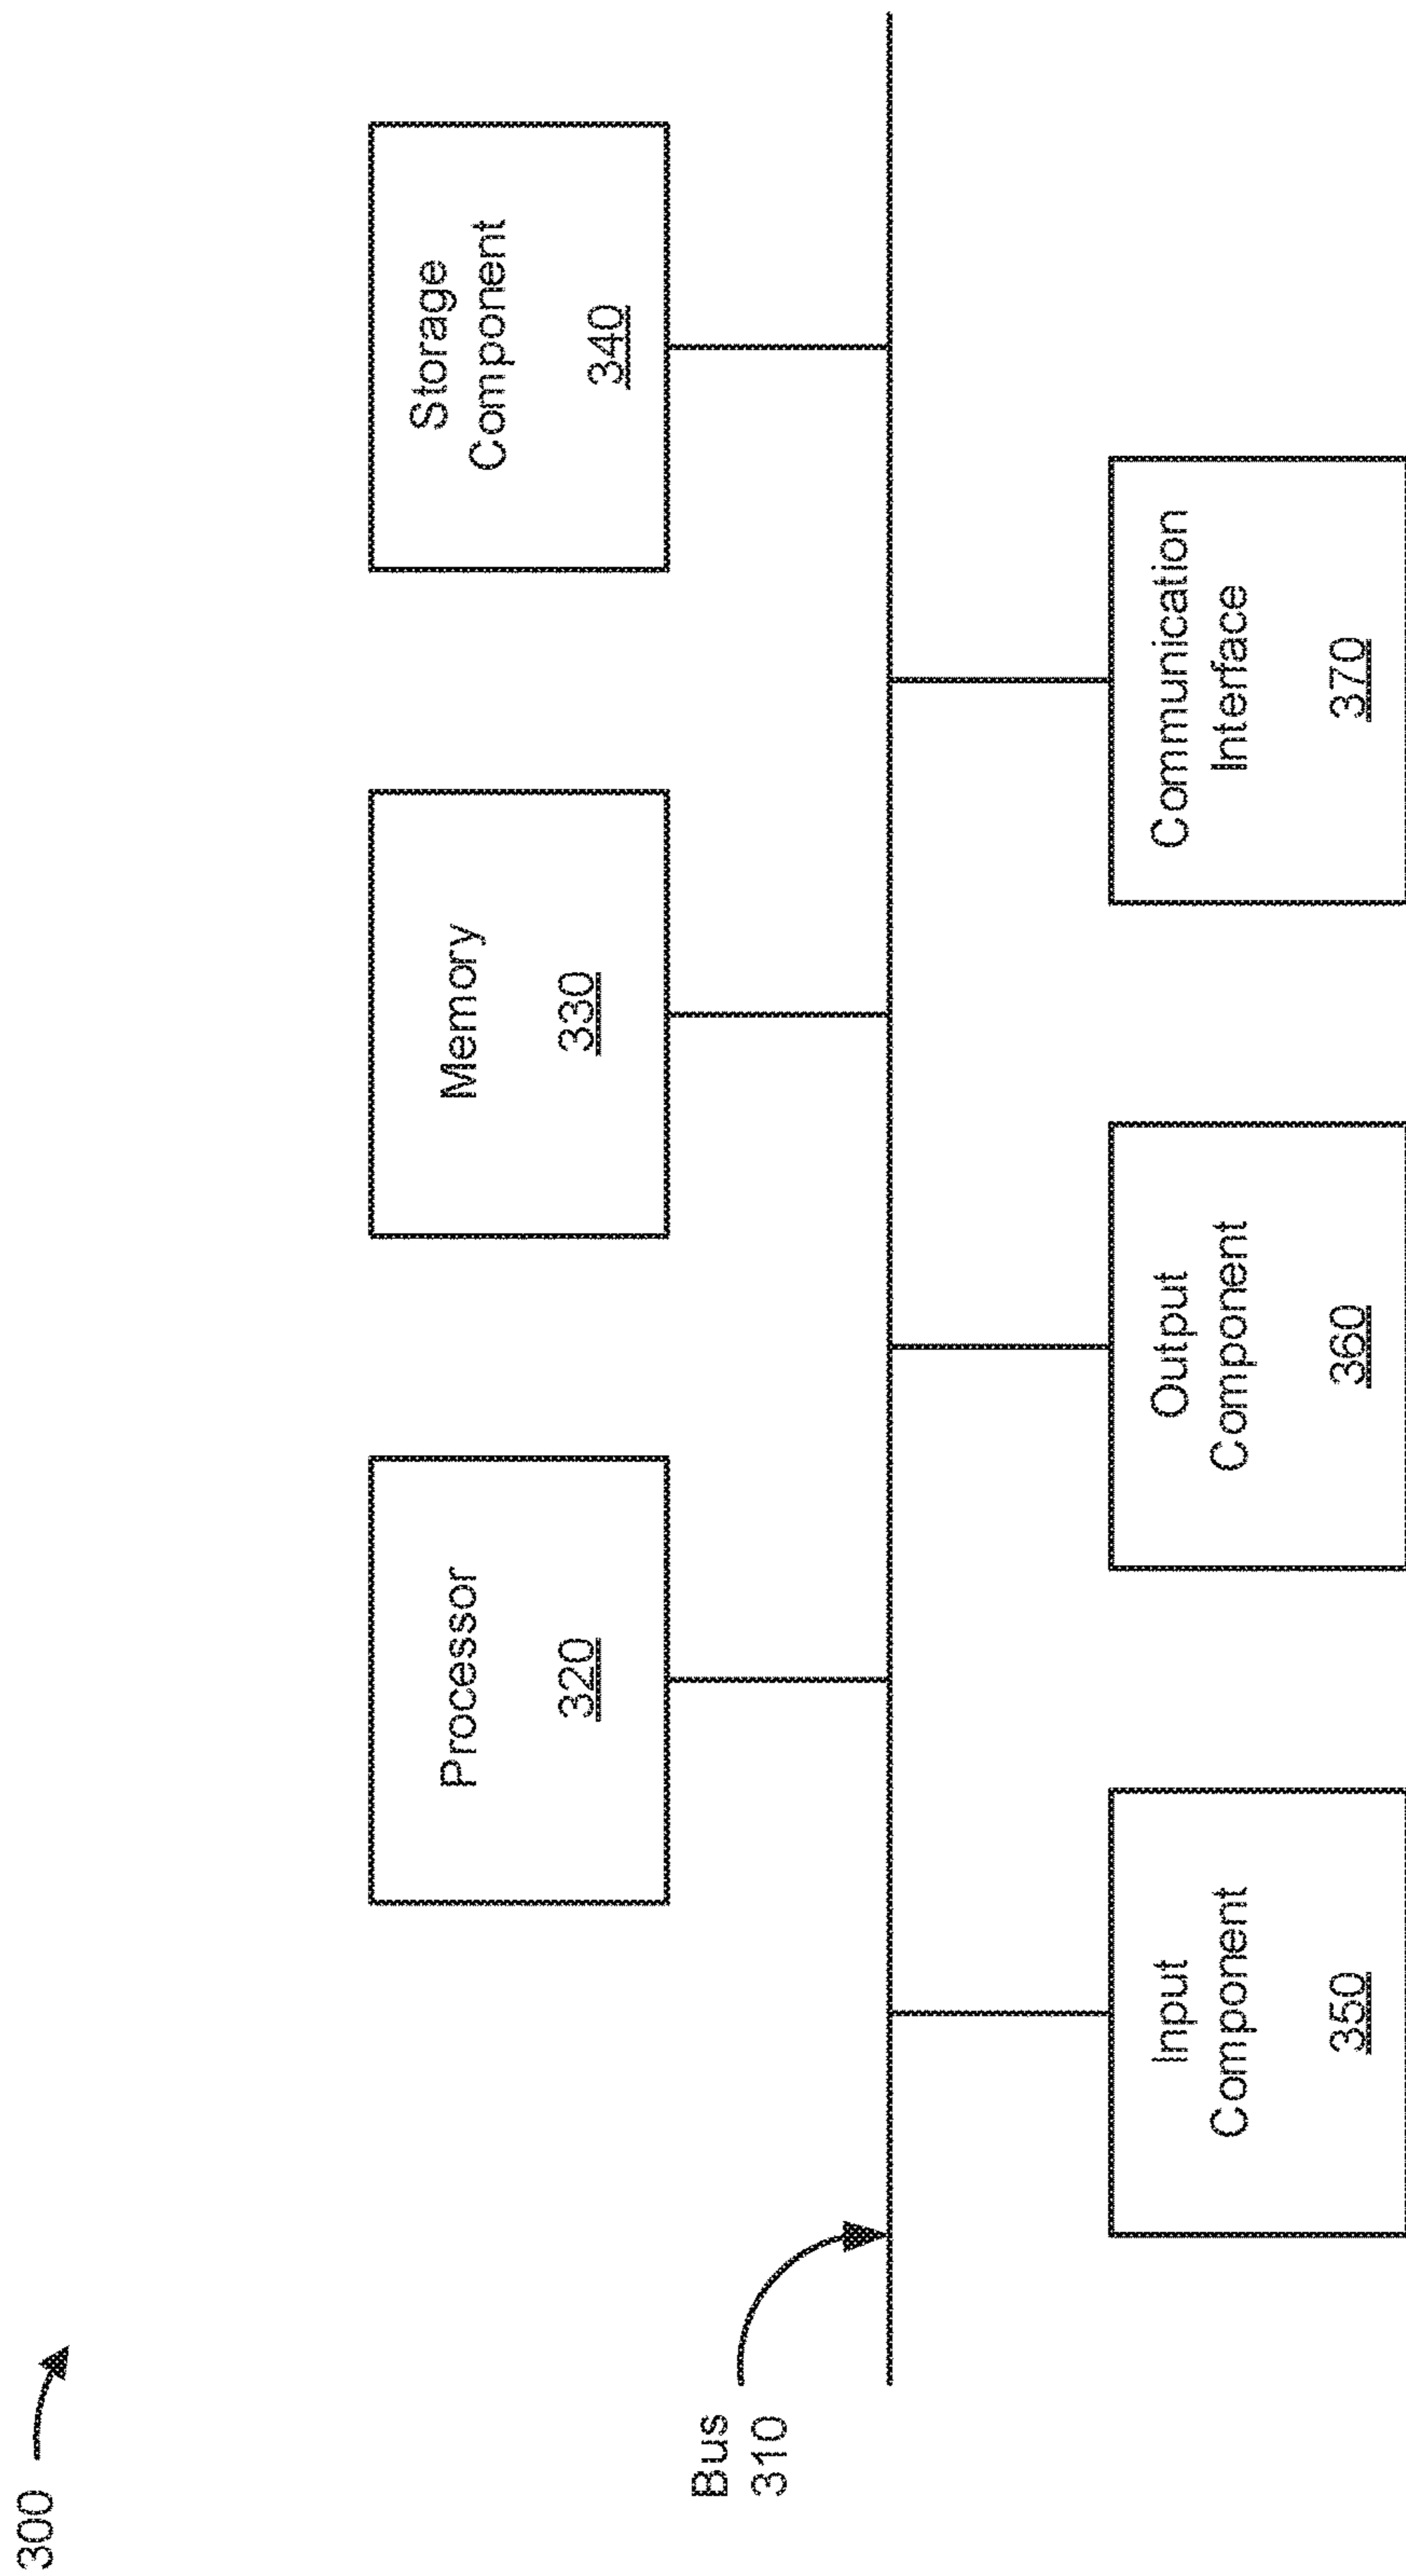 300
Processor
320
Memory
330
Storage
Component
340
Bus
310
Input
Component
350
Output
Component
360
Communication
Interface
370